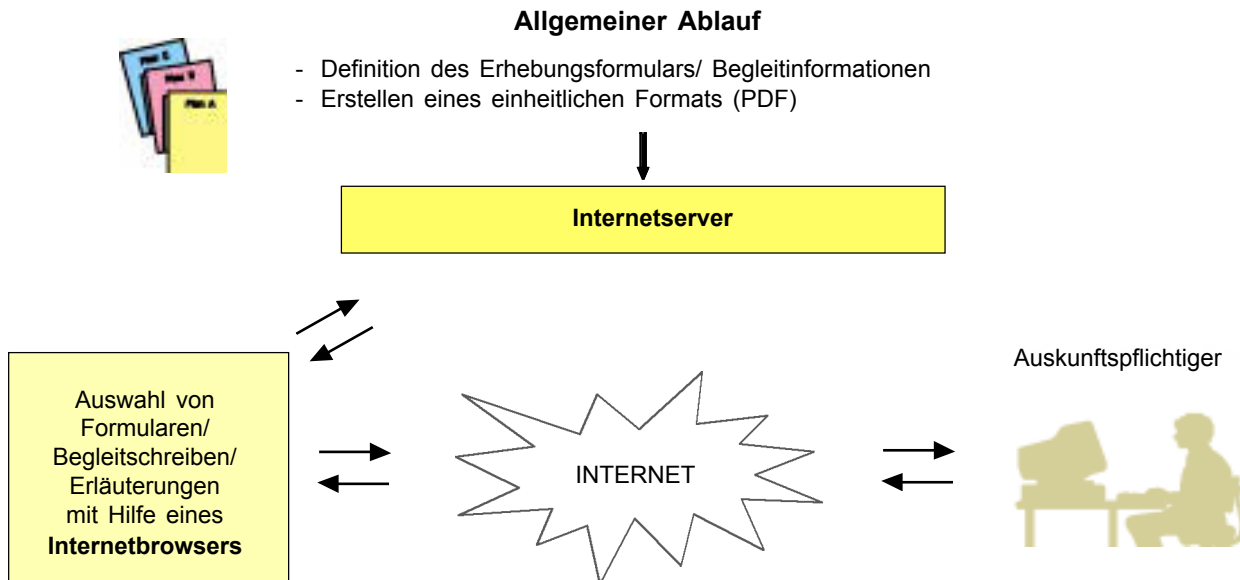 Allgemeiner Ablauf
- Definition des Erhebungsformulars/ Begleitinformationen
- Erstellen eines einheitlichen Formats (PDF)
Internetserver
Auskunftspflichtiger
Auswahl von
Formularen/
Begleitschreiben/
Erläuterungen
mit Hilfe eines
Internetbrowsers
INTERNET